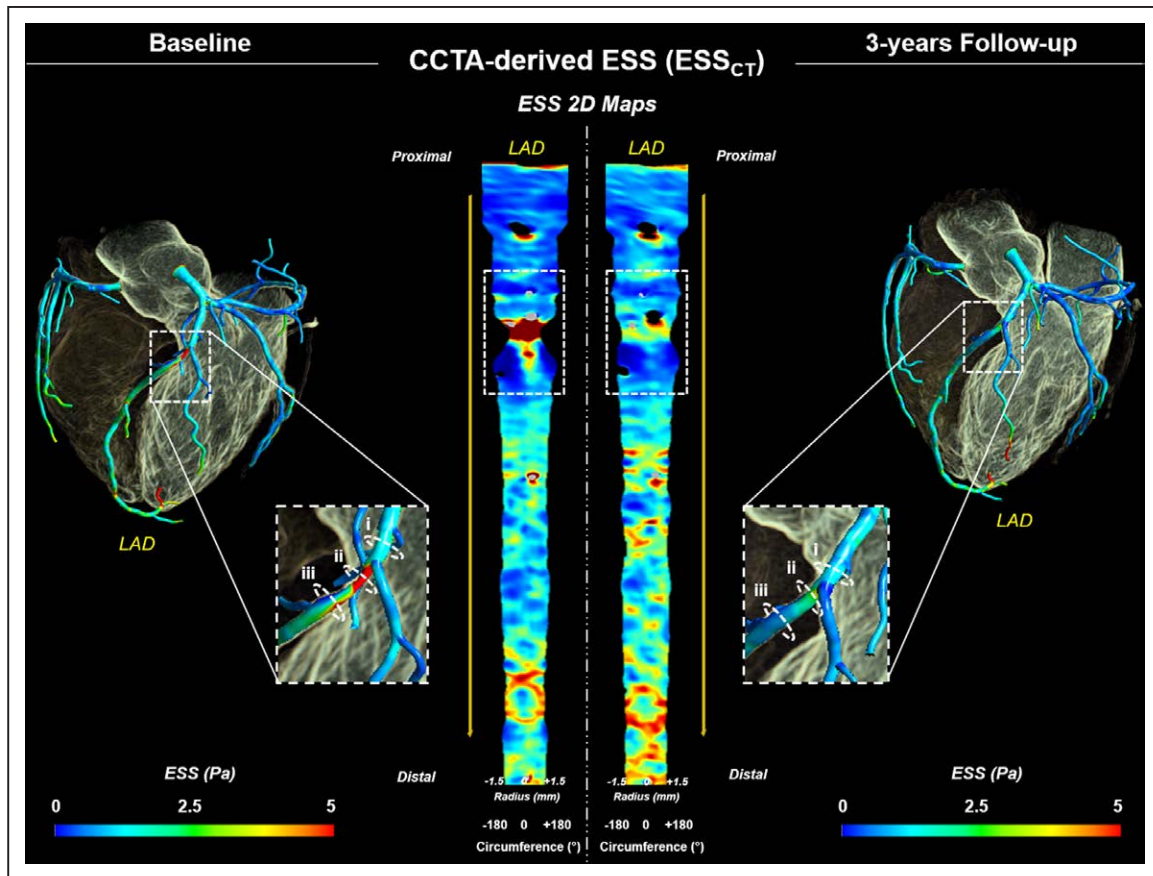 Baseline
CCTA-derived ESS (ESSCT)
3-years Follow-up
ESS 2D Maps
LAD
LAD
Proximal
Proximal
i
ii
iii
LAD
i
ii
iii
LAD
Distal
Distal
-1.5 0 +1.5
Radius (mm)
-180 0 +180
Circumference (°)
-1.5 0 +1.5
Radius (mm)
-180 0 +180
Circumference (°)
ESS (Pa)
0 2.5 5
ESS (Pa)
0 2.5 5